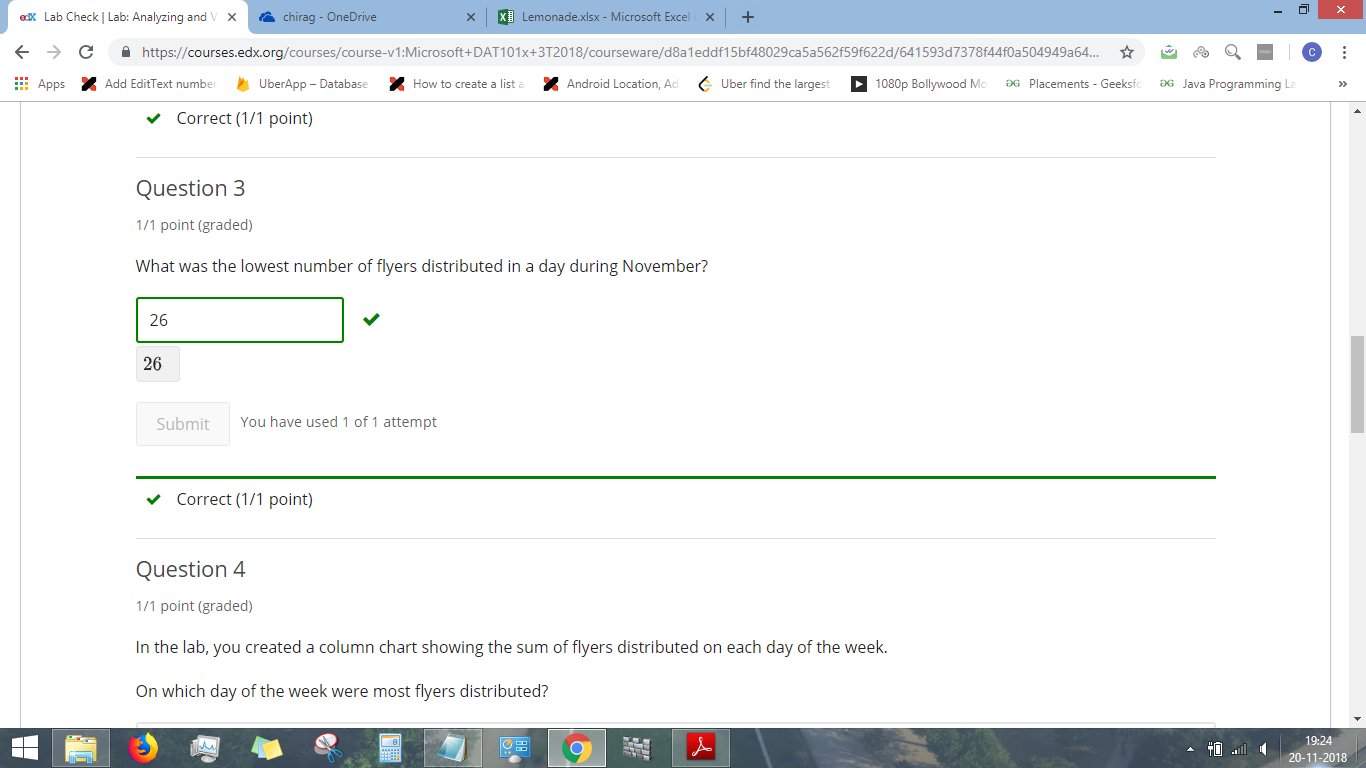 edX Lab Check | Lab: Analyzing and V
chirag - OneDrive
Lemonade.xlsx - Microsoft Excel
https://courses.edx.org/courses/course-v1:Microsoft+DAT101x+3T2018/courseware/d8a1eddf15bf48029ca5a562f59f622d/641593d7378f44f0a504949a64...
C
Apps
Add EditText number
UberApp – Database
How to create a list a
Android Location, Ad
Uber find the largest
1080p Bollywood Mo
Placements - Geeksfo
Java Programming La
»
Correct (1/1 point)
Question 3
1/1 point (graded)
What was the lowest number of flyers distributed in a day during November?
26
26
Submit You have used 1 of 1 attempt
Correct (1/1 point)
Question 4
1/1 point (graded)
In the lab, you created a column chart showing the sum of flyers distributed on each day of the week.
On which day of the week were most flyers distributed?
19:24
20-11-2018